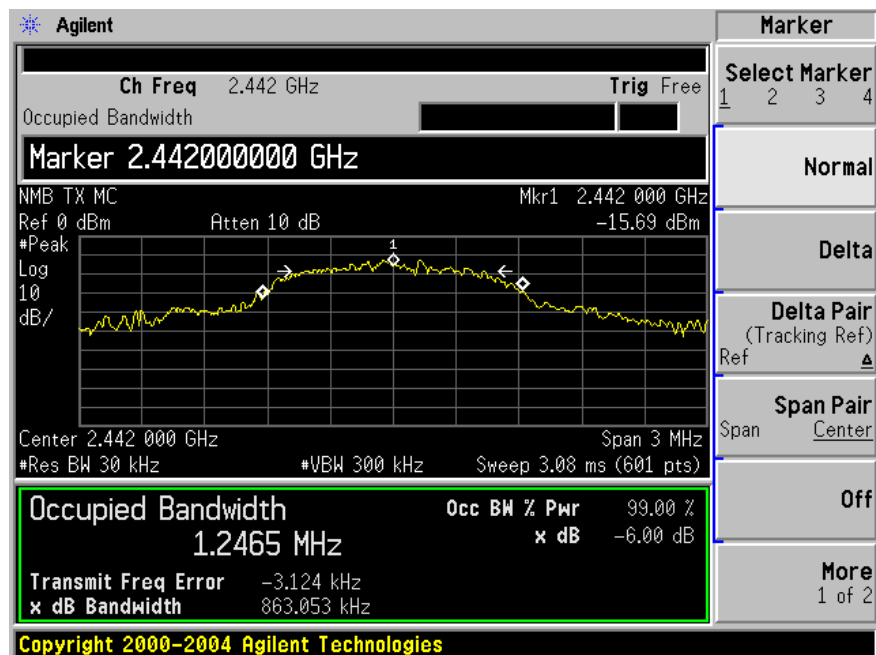 Agilent
Marker
Ch Freq 2.442 GHz Trig Free
Occupied Bandwidth
Marker 2.442000000 GHz
NMB TX MC Mkr1 2.442 000 GHz
Ref 0 dBm Atten 10 dB -15.69 dBm
#Peak
Log
10
dB/
1
Center 2.442 000 GHz Span 3 MHz
#Res BW 30 kHz #VBW 300 kHz Sweep 3.08 ms (601 pts)
Occupied Bandwidth Occ BW % Pwr 99.00 %
1.2465 MHz x dB -6.00 dB
Transmit Freq Error -3.124 kHz
x dB Bandwidth 863.053 kHz
Select Marker
1 2 3 4
Normal
Delta
Delta Pair
(Tracking Ref)
Ref Δ
Span Pair
Span Center
Off
More
1 of 2
Copyright 2000-2004 Agilent Technologies